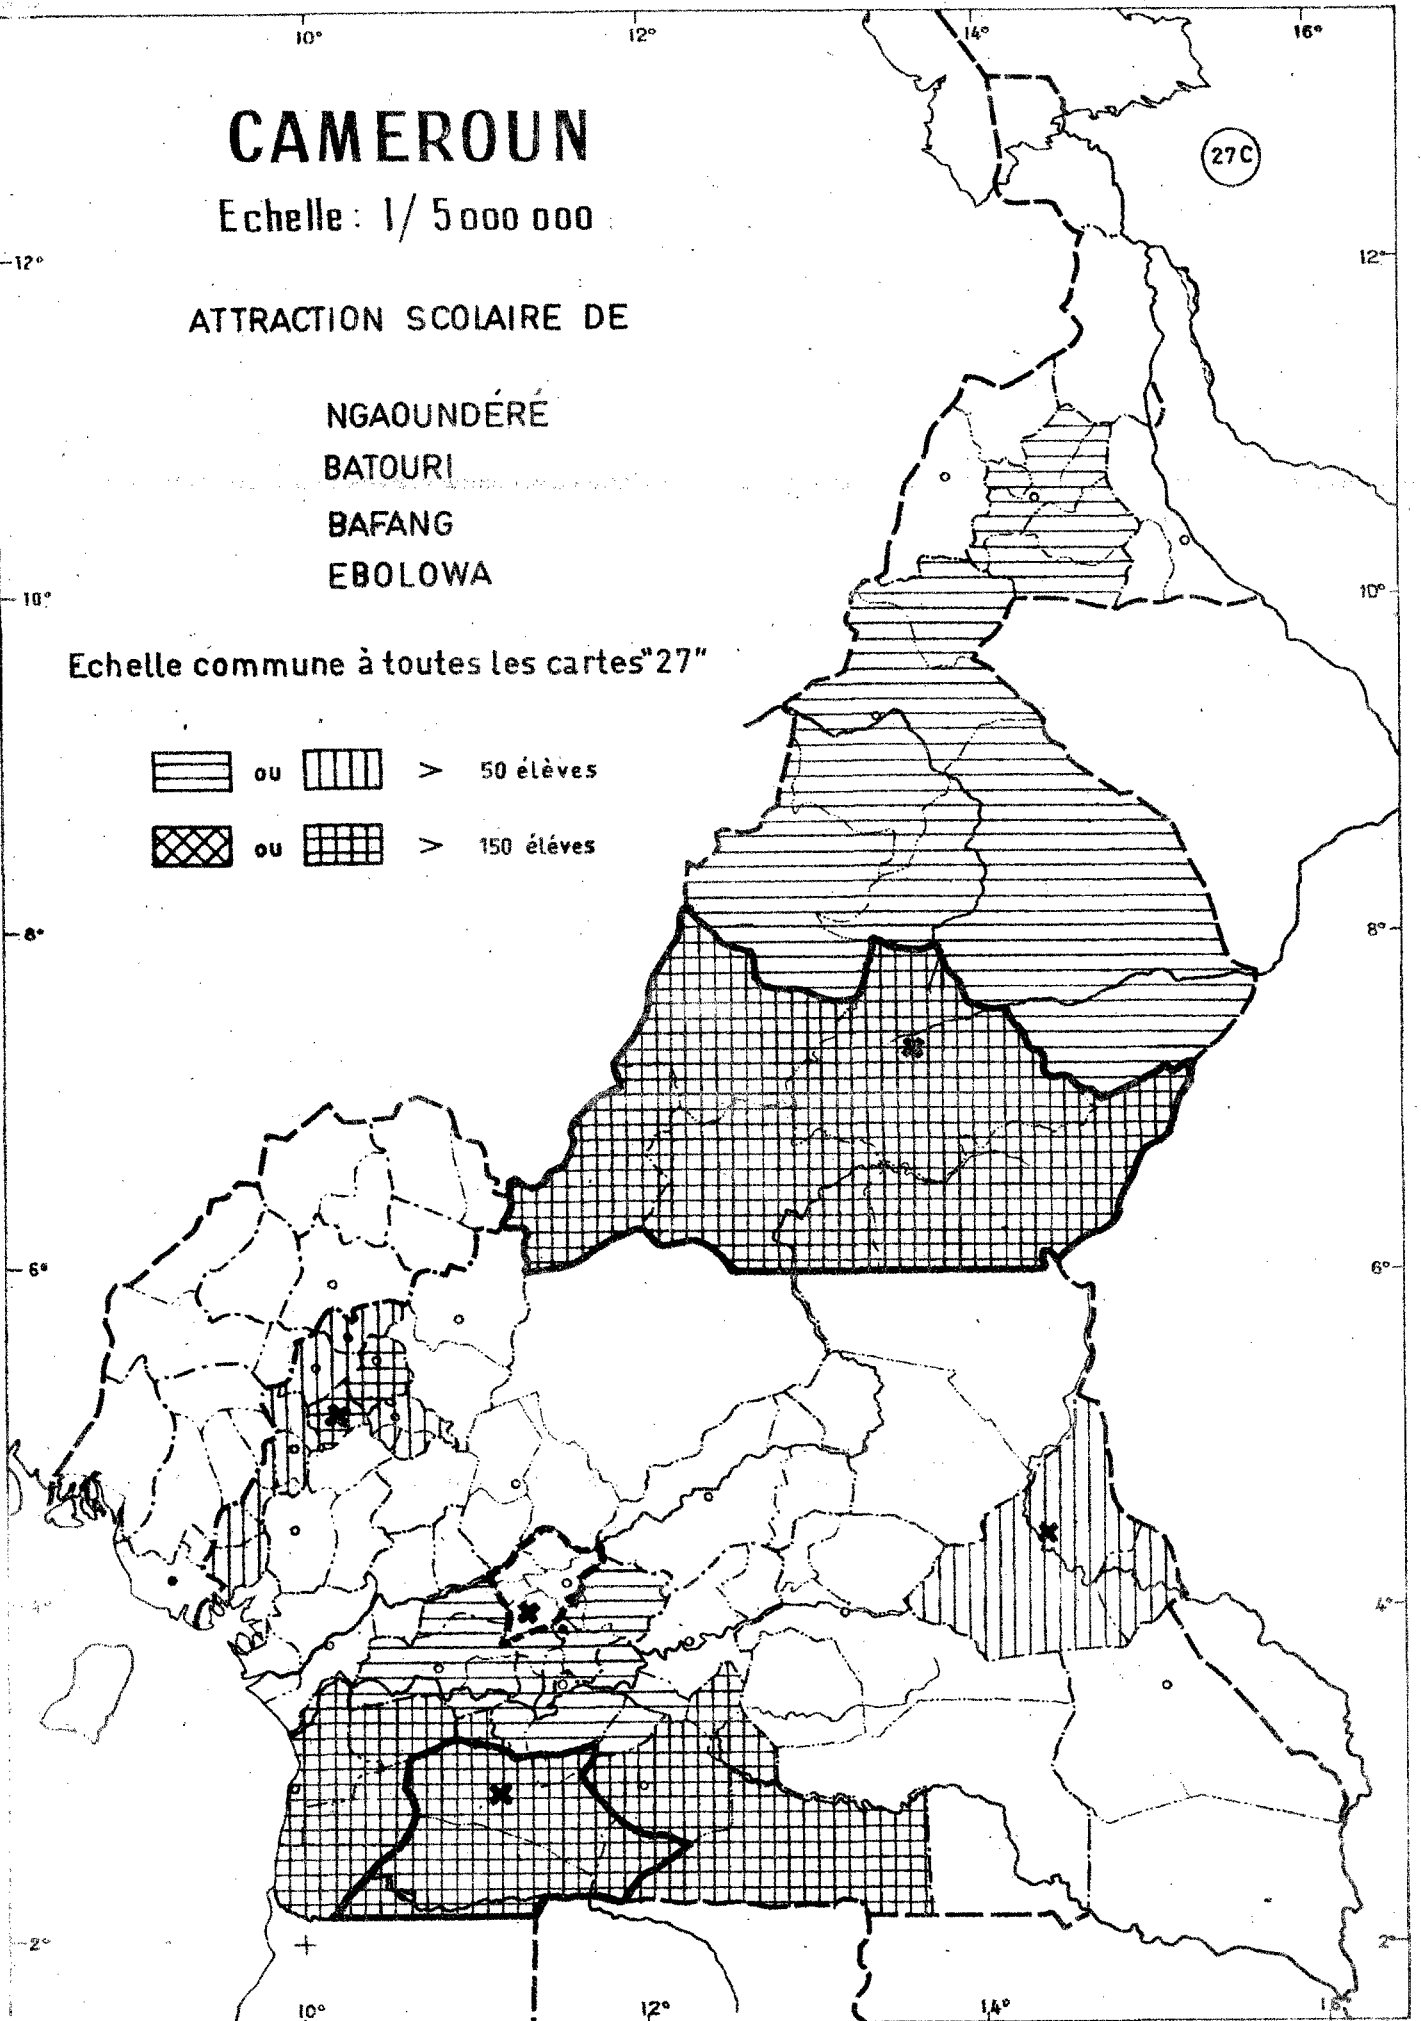 10° 12° 14° 16°
CAMEROUN
27C
Echelle: 1/ 5 000 000
12° 12°
ATTRACTION SCOLAIRE DE
NGAOUNDÉRÉ
BATOURI
BAFANG
EBOLOWA
10° 10°
Echelle commune à toutes les cartes "27"
ou > 50 élèves
ou > 150 éléves
8° 8°
6° 6°
4° 4°
2° 2°
10° 12° 14° 16°